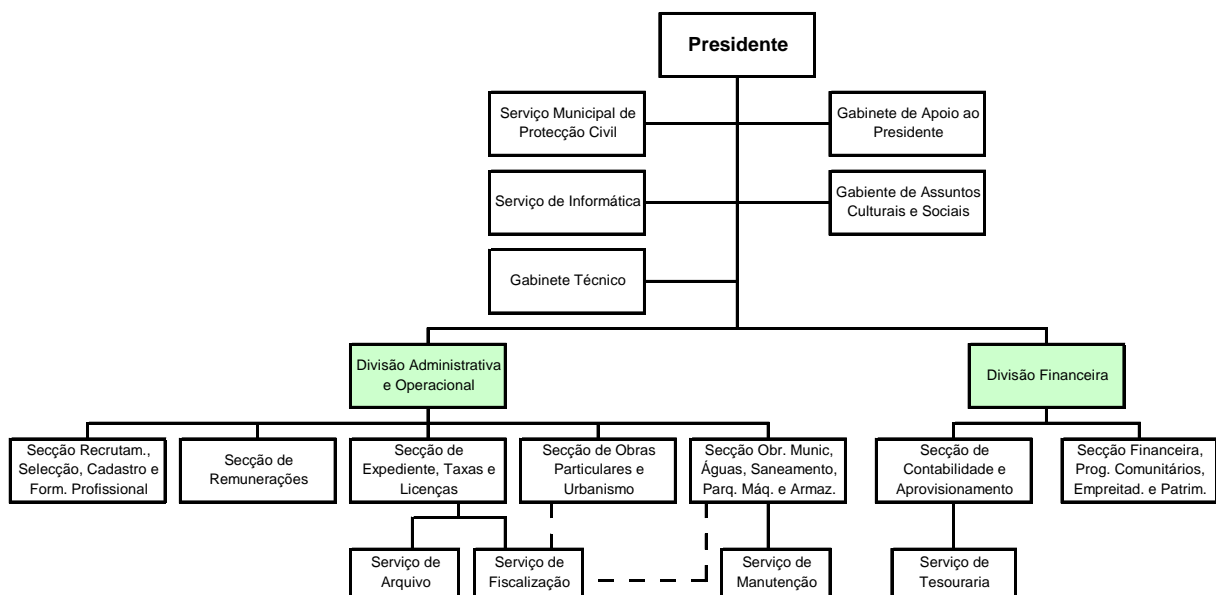 Presidente
Serviço Municipal de
Protecção Civil
Gabinete de Apoio ao
Presidente
Serviço de Informática
Gabiente de Assuntos
Culturais e Sociais
Gabinete Técnico
Divisão Administrativa
e Operacional
Divisão Financeira
Secção Recrutam.,
Selecção, Cadastro e
Form. Profissional
Secção de
Remunerações
Secção de
Expediente, Taxas e
Licenças
Secção de Obras
Particulares e
Urbanismo
Secção Obr. Munic,
Águas, Saneamento,
Parq. Máq. e Armaz.
Secção de
Contabilidade e
Aprovisionamento
Secção Financeira,
Prog. Comunitários,
Empreitad. e Patrim.
Serviço de
Arquivo
Serviço de
Fiscalização
Serviço de
Manutenção
Serviço de
Tesouraria